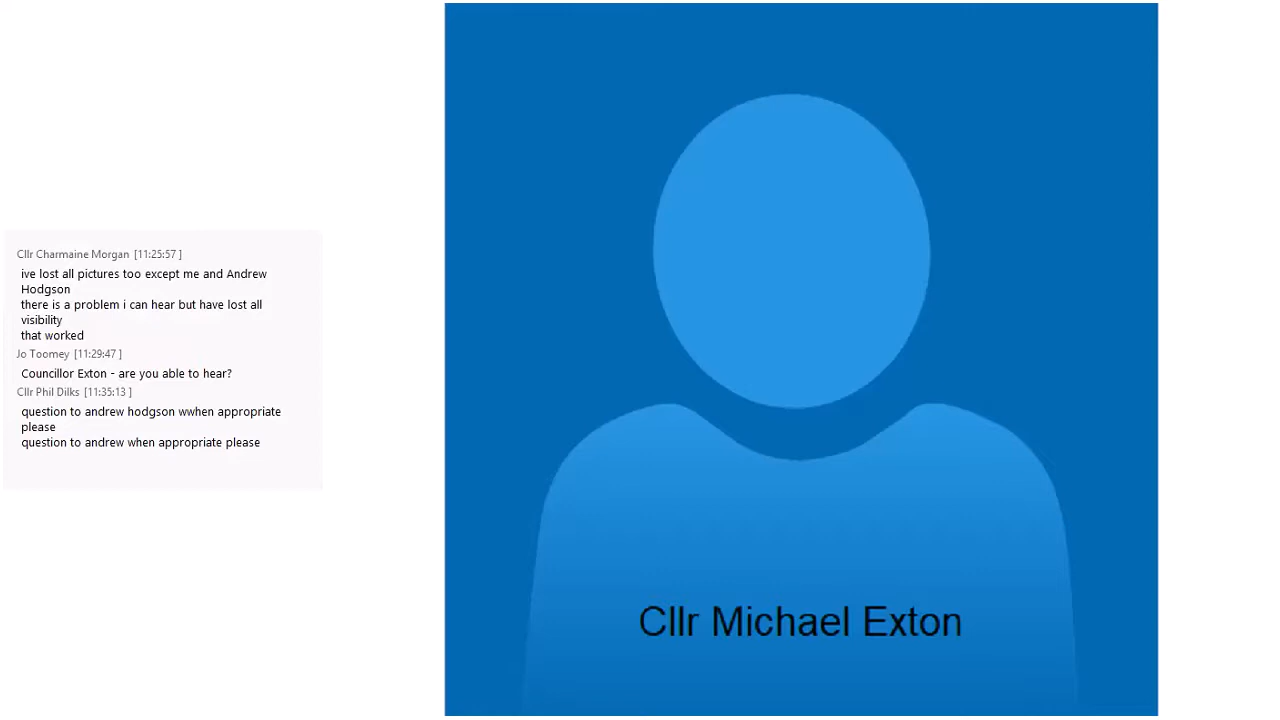 Cllr Charmaine Morgan [11:25:57 ]
ive lost all pictures too except me and Andrew
Hodgson
there is a problem i can hear but have lost all
visibility
that worked
Jo Toomey [11:29:47 ]
Councillor Exton - are you able to hear?
Cllr Phil Dilks [11:35:13 ]
question to andrew hodgson wwhen appropriate
please
question to andrew when appropriate please
Cllr Michael Exton